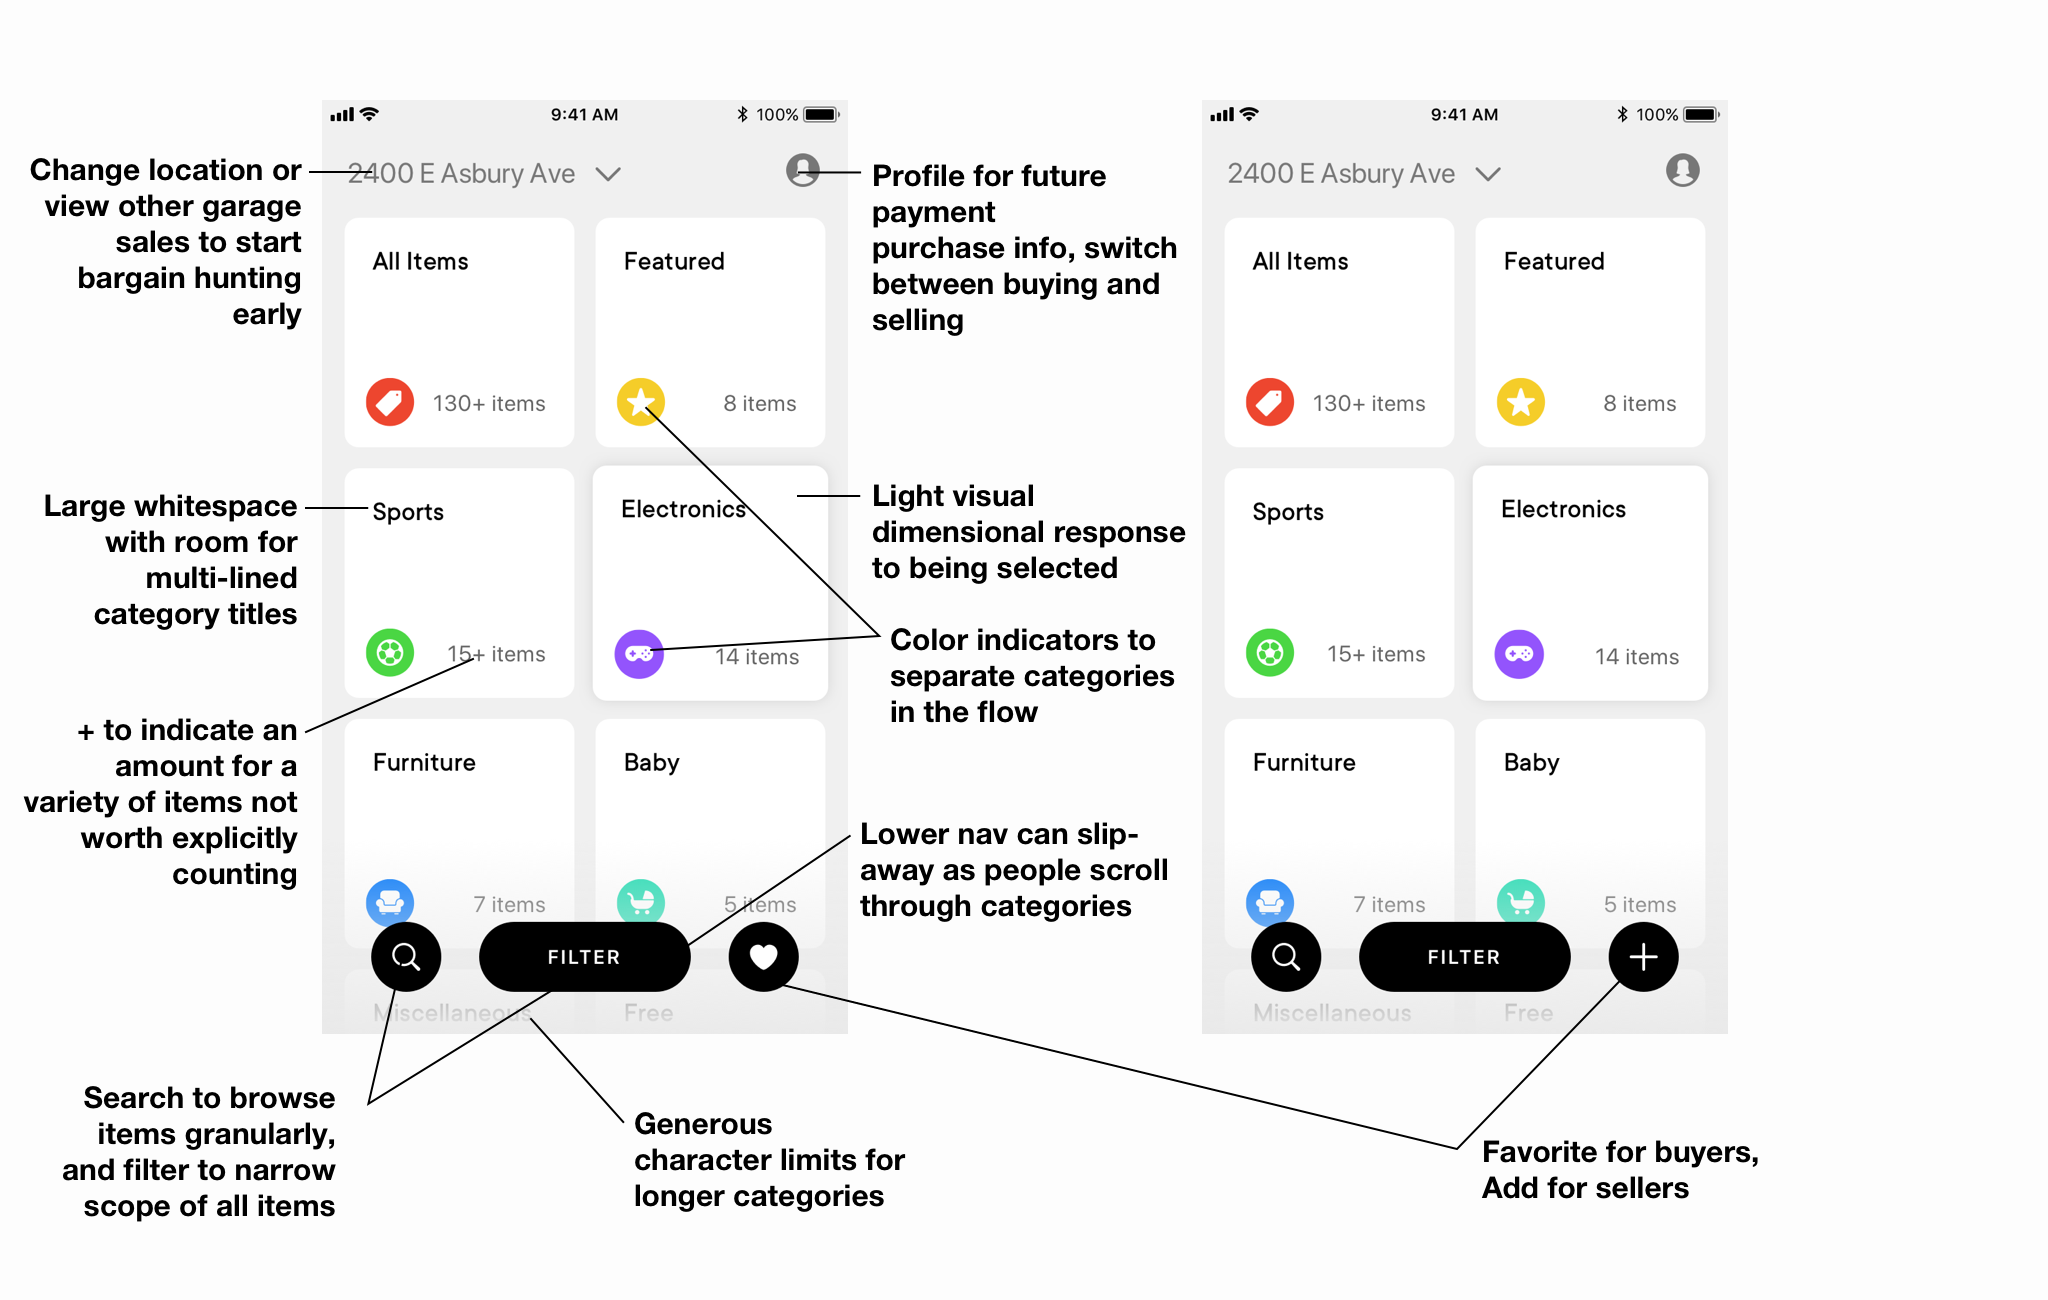 9:41 AM
100%
2400 E Asbury Ave
All Items
Featured
130+ items
8 items
Sports
Electronics
15+ items
14 items
Furniture
Baby
7 items
5 items
FILTER
Miscellaneous
Free
Change location or
view other garage
sales to start
bargain hunting
early
Large whitespace
with room for
multi-lined
category titles
+ to indicate an
amount for a
variety of items not
worth explicitly
counting
Search to browse
items granularly,
and filter to narrow
scope of all items
Profile for future
payment
purchase info, switch
between buying and
selling
Light visual
dimensional response
to being selected
Color indicators to
separate categories
in the flow
Lower nav can slip-
away as people scroll
through categories
Generous
character limits for
longer categories
9:41 AM
100%
2400 E Asbury Ave
All Items
Featured
130+ items
8 items
Sports
Electronics
15+ items
14 items
Furniture
Baby
7 items
5 items
FILTER
Miscellaneous
Free
Favorite for buyers,
Add for sellers